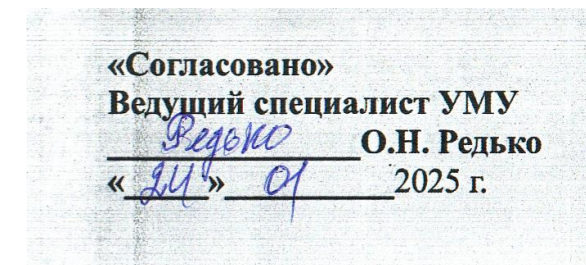 «Согласовано»
Ведущий специалист УМУ
Редько О.Н. Редько
«24» 01 2025 г.